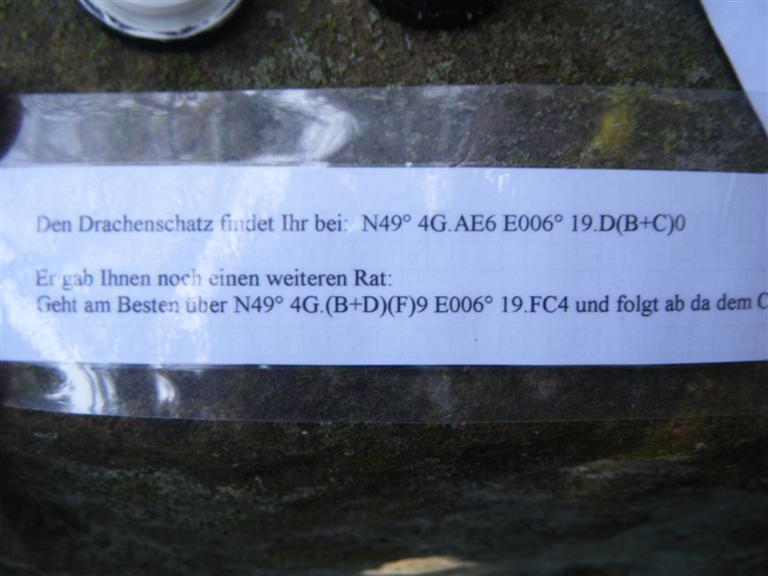 Den Drachenschatz findet Ihr bei: N49° 4G.AE6 E006° 19.D(B+C)0
Er gab Ihnen noch einen weiteren Rat:
Geht am Besten über N49° 4G.(B+D)(F)9 E006° 19.FC4 und folgt ab da dem